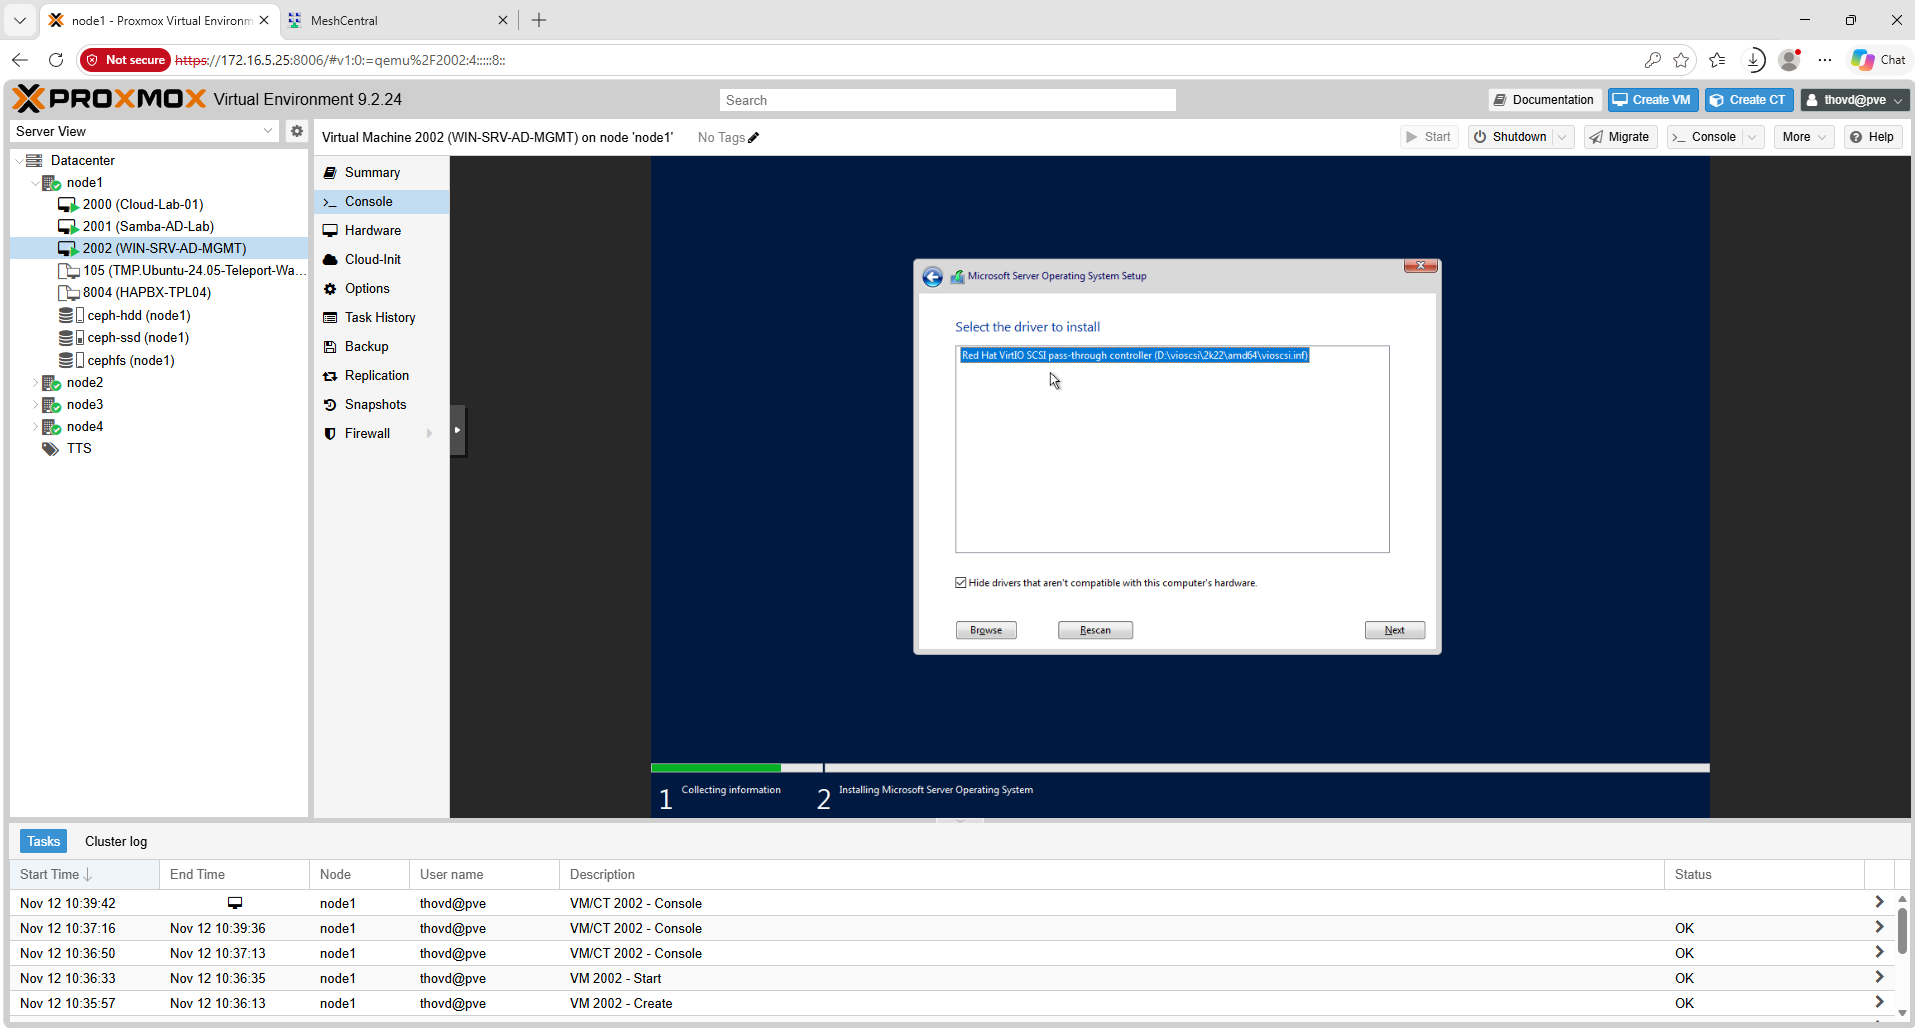 node1 - Proxmox Virtual Environm
MeshCentral
Not secure
https://172.16.5.25:8006/#v1:0:=qemu%2F2002:4:::::8::
Chat
PROXMOX Virtual Environment 9.2.24
Search
Documentation
Create VM
Create CT
thovd@pve
Server View
Virtual Machine 2002 (WIN-SRV-AD-MGMT) on node 'node1'
No Tags
Start
Shutdown
Migrate
Console
More
Help
Datacenter
node1
2000 (Cloud-Lab-01)
2001 (Samba-AD-Lab)
2002 (WIN-SRV-AD-MGMT)
105 (TMP.Ubuntu-24.05-Teleport-Wa...
8004 (HAPBX-TPL04)
ceph-hdd (node1)
ceph-ssd (node1)
cephfs (node1)
node2
node3
node4
TTS
Summary
Console
Hardware
Cloud-Init
Options
Task History
Backup
Replication
Snapshots
Firewall
Microsoft Server Operating System Setup
Select the driver to install
Red Hat VirtIO SCSI pass-through controller (D:\vioscsi\2k22\amd64\vioscsi.inf)
Hide drivers that aren't compatible with this computer's hardware.
Browse
Rescan
Next
1 Collecting information
2 Installing Microsoft Server Operating System
Tasks
Cluster log
Start Time End Time Node User name Description Status
Nov 12 10:39:42 node1 thovd@pve VM/CT 2002 - Console
Nov 12 10:37:16 Nov 12 10:39:36 node1 thovd@pve VM/CT 2002 - Console OK
Nov 12 10:36:50 Nov 12 10:37:13 node1 thovd@pve VM/CT 2002 - Console OK
Nov 12 10:36:33 Nov 12 10:36:35 node1 thovd@pve VM 2002 - Start OK
Nov 12 10:35:57 Nov 12 10:36:13 node1 thovd@pve VM 2002 - Create OK